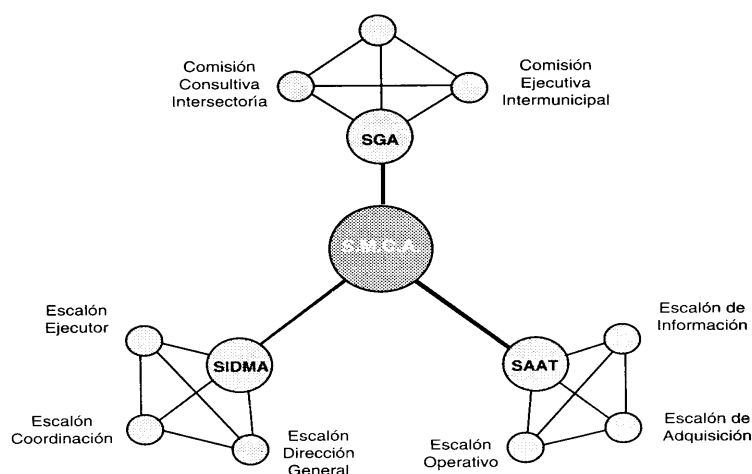 Comisión
Consultiva
Intersectoría
Comisión
Ejecutiva
Intermunicipal
SGA
S.M.G.A.
Escalón
Ejecutor
SIDMA
Escalón
Coordinación
Escalón
Dirección
General
Escalón de
Información
SAAT
Escalón de
Adquisición
Escalón
Operativo